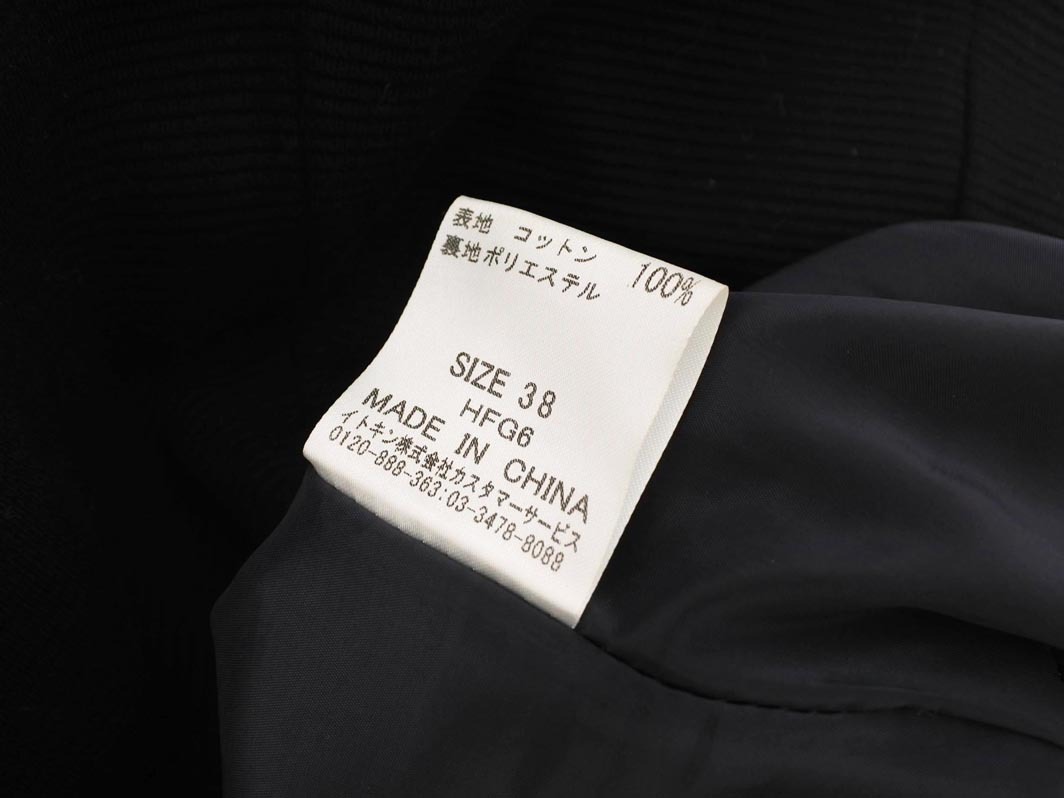 表地 コットン
裏地ポリエステル 100%
SIZE 38
HFG6
MADE IN CHINA
イトキン株式会社カスタマーサービス
0120-888-363:03-3478-8088